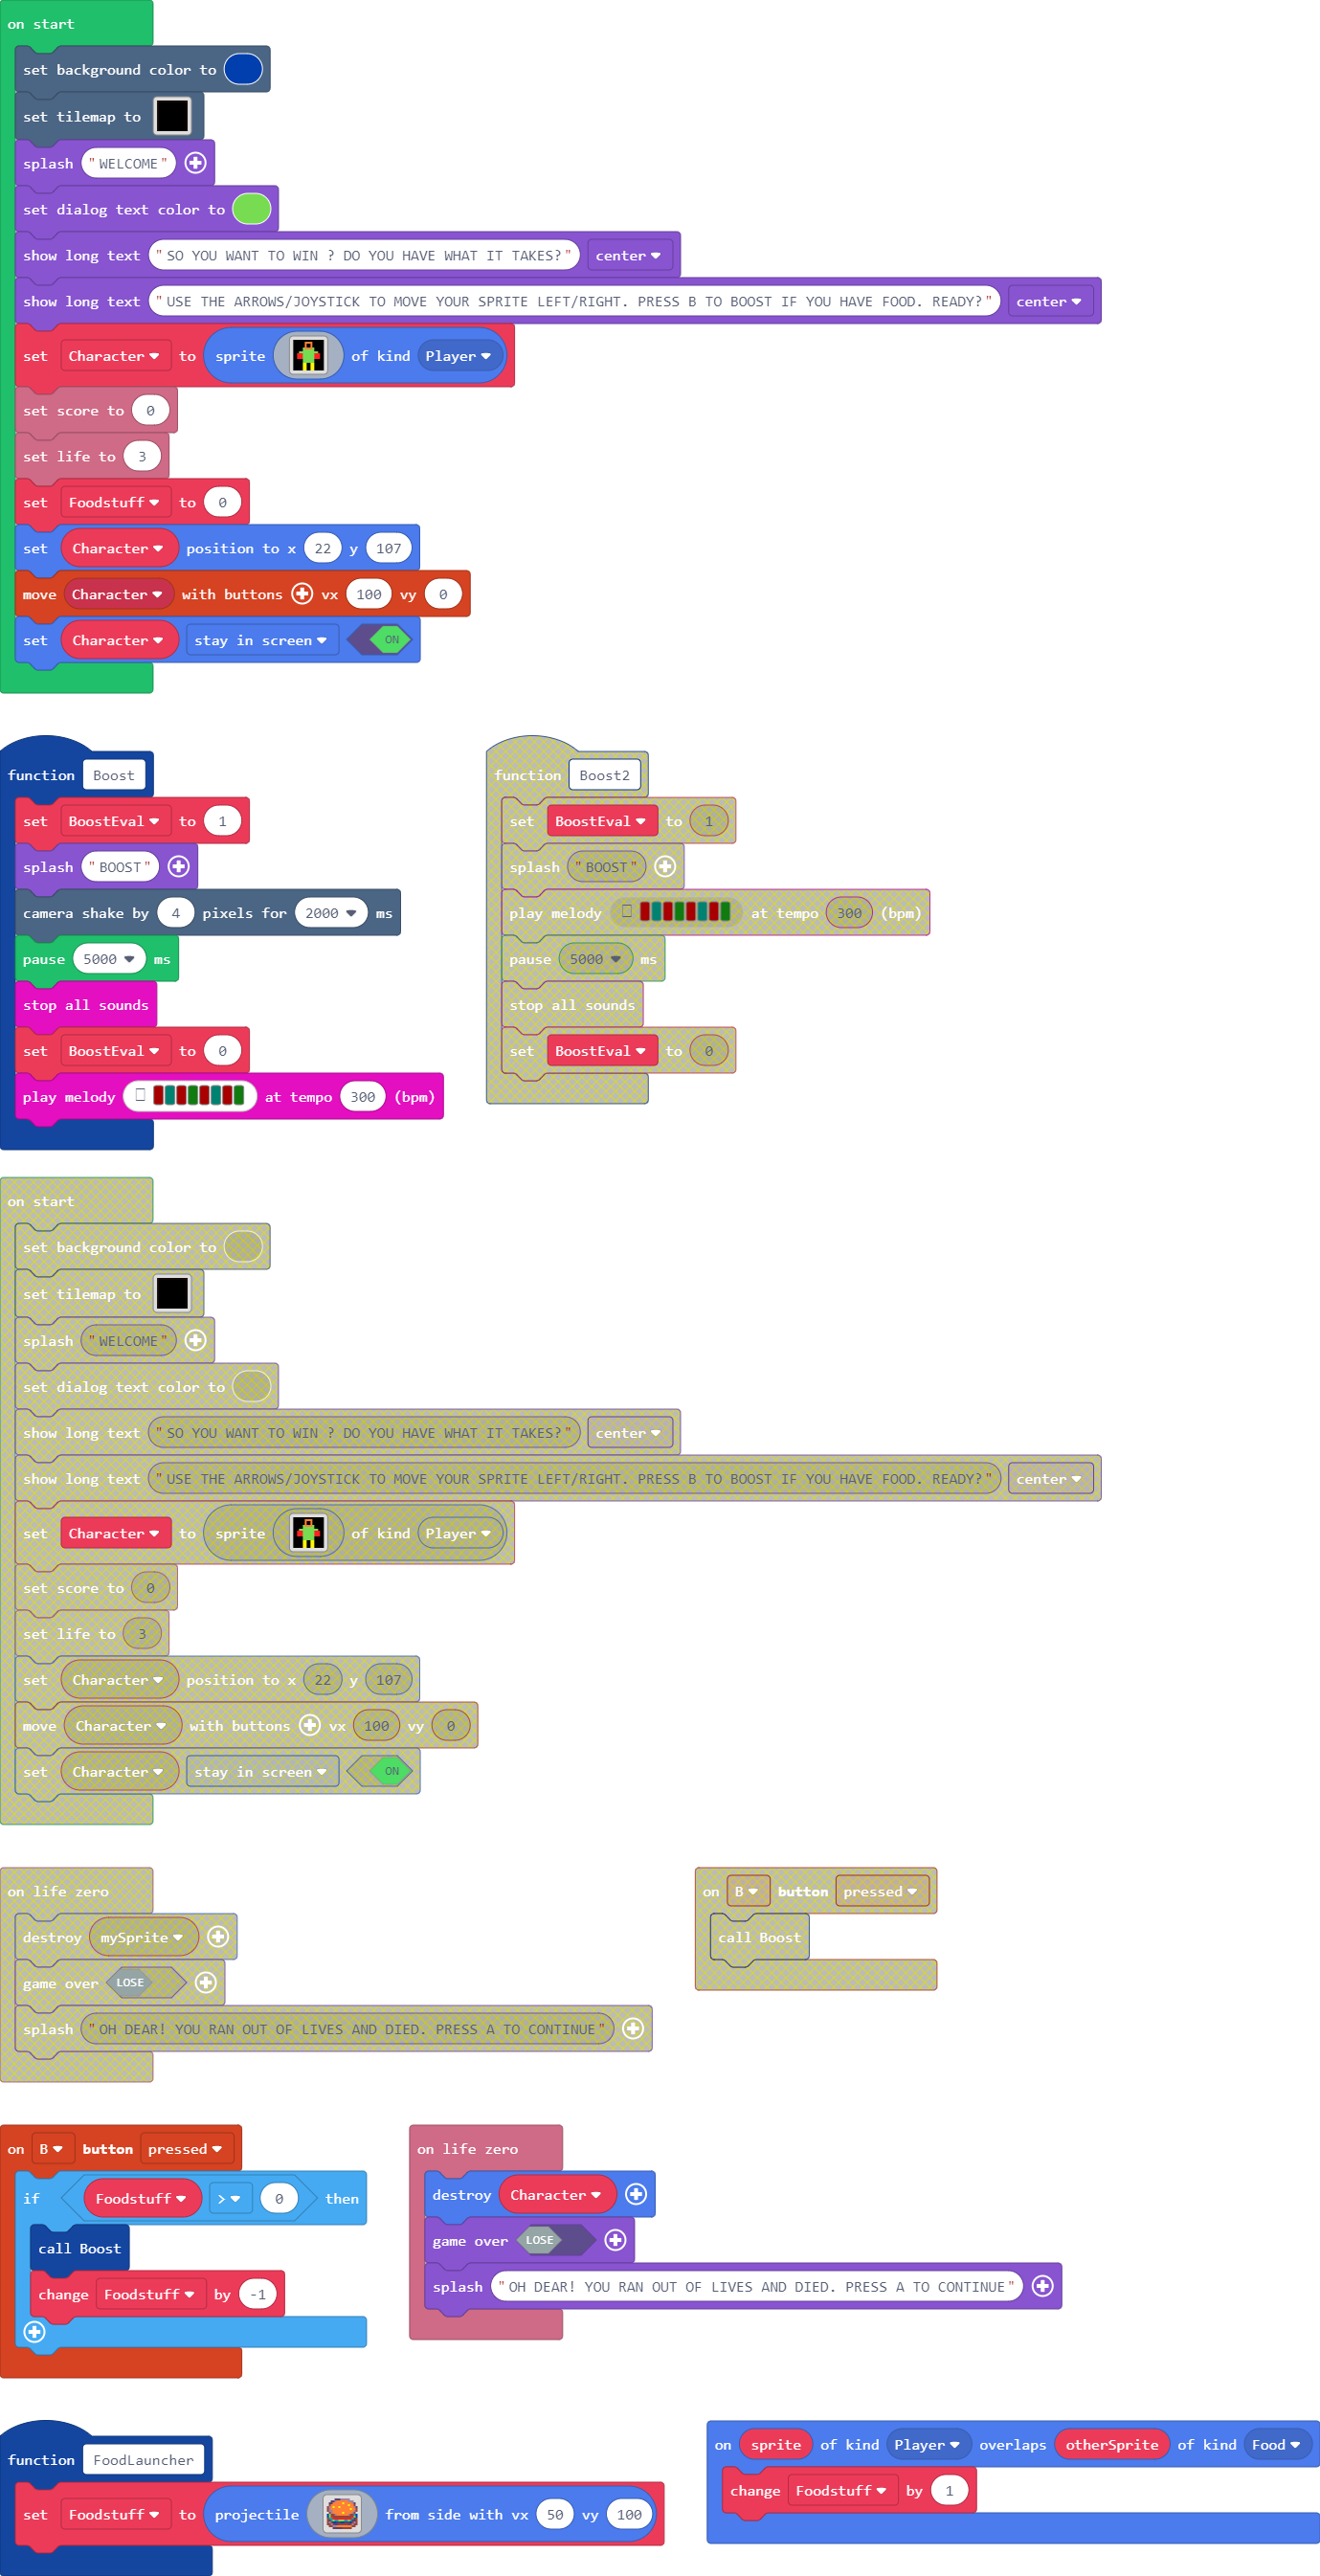 on start
set background color to
set tilemap to
splash "WELCOME"
set dialog text color to
show long text "SO YOU WANT TO WIN ? DO YOU HAVE WHAT IT TAKES?" center
show long text "USE THE ARROWS/JOYSTICK TO MOVE YOUR SPRITE LEFT/RIGHT. PRESS B TO BOOST IF YOU HAVE FOOD. READY?" center
set Character to sprite of kind Player
set score to 0
set life to 3
set Foodstuff to 0
set Character position to x 22 y 107
move Character with buttons vx 100 vy 0
set Character stay in screen ON
function Boost
set BoostEval to 1
splash "BOOST"
camera shake by 4 pixels for 2000 ms
pause 5000 ms
stop all sounds
set BoostEval to 0
play melody at tempo 300 (bpm)
function Boost2
set BoostEval to 1
splash "BOOST"
play melody at tempo 300 (bpm)
pause 5000 ms
stop all sounds
set BoostEval to 0
on start
set background color to
set tilemap to
splash "WELCOME"
set dialog text color to
show long text "SO YOU WANT TO WIN ? DO YOU HAVE WHAT IT TAKES?" center
show long text "USE THE ARROWS/JOYSTICK TO MOVE YOUR SPRITE LEFT/RIGHT. PRESS B TO BOOST IF YOU HAVE FOOD. READY?" center
set Character to sprite of kind Player
set score to 0
set life to 3
set Character position to x 22 y 107
move Character with buttons vx 100 vy 0
set Character stay in screen ON
on life zero
destroy mySprite
game over LOSE
splash "OH DEAR! YOU RAN OUT OF LIVES AND DIED. PRESS A TO CONTINUE"
on B button pressed
call Boost
on B button pressed
if Foodstuff > 0 then
call Boost
change Foodstuff by -1
on life zero
destroy Character
game over LOSE
splash "OH DEAR! YOU RAN OUT OF LIVES AND DIED. PRESS A TO CONTINUE"
function FoodLauncher
set Foodstuff to projectile from side with vx 50 vy 100
on sprite of kind Player overlaps otherSprite of kind Food
change Foodstuff by 1